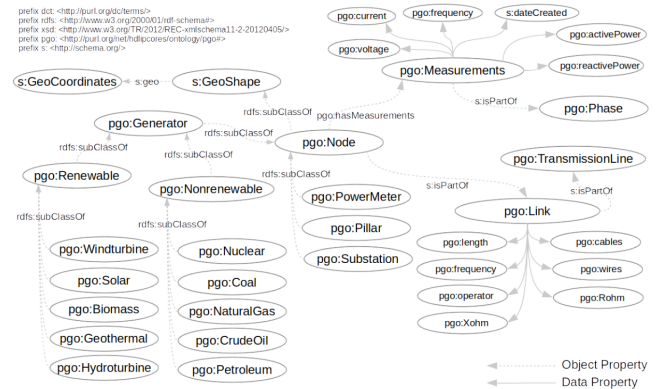 prefix dct: <http://purl.org/dc/terms/>
prefix rdfs: <http://www.w3.org/2000/01/rdf-schema#>
prefix xsd: <http://www.w3.org/TR/2012/REC-xmlschema11-2-20120405/>
prefix pgo: <http://purl.org/net/hdlipcores/ontology/pgo#>
prefix s: <http://schema.org/>
pgo:current
pgo:frequency
s:dateCreated
pgo:voltage
pgo:activePower
pgo:reactivePower
pgo:Measurements
s:GeoCoordinates
s:geo
s:GeoShape
s:isPartOf
pgo:Phase
rdfs:subClassOf
pgo:hasMeasurements
pgo:Generator
rdfs:subClassOf
pgo:Node
rdfs:subClassOf
rdfs:subClassOf
pgo:TransmissionLine
pgo:Renewable
pgo:Nonrenewable
rdfs:subClassOf
s:isPartOf
s:isPartOf
pgo:PowerMeter
pgo:Link
rdfs:subClassOf
rdfs:subClassOf
pgo:Pillar
pgo:Substation
pgo:Windturbine
pgo:Solar
pgo:Biomass
pgo:Geothermal
pgo:Hydroturbine
pgo:Nuclear
pgo:Coal
pgo:NaturalGas
pgo:CrudeOil
pgo:Petroleum
pgo:length
pgo:cables
pgo:frequency
pgo:wires
pgo:operator
pgo:Rohm
pgo:Xohm
Object Property
Data Property